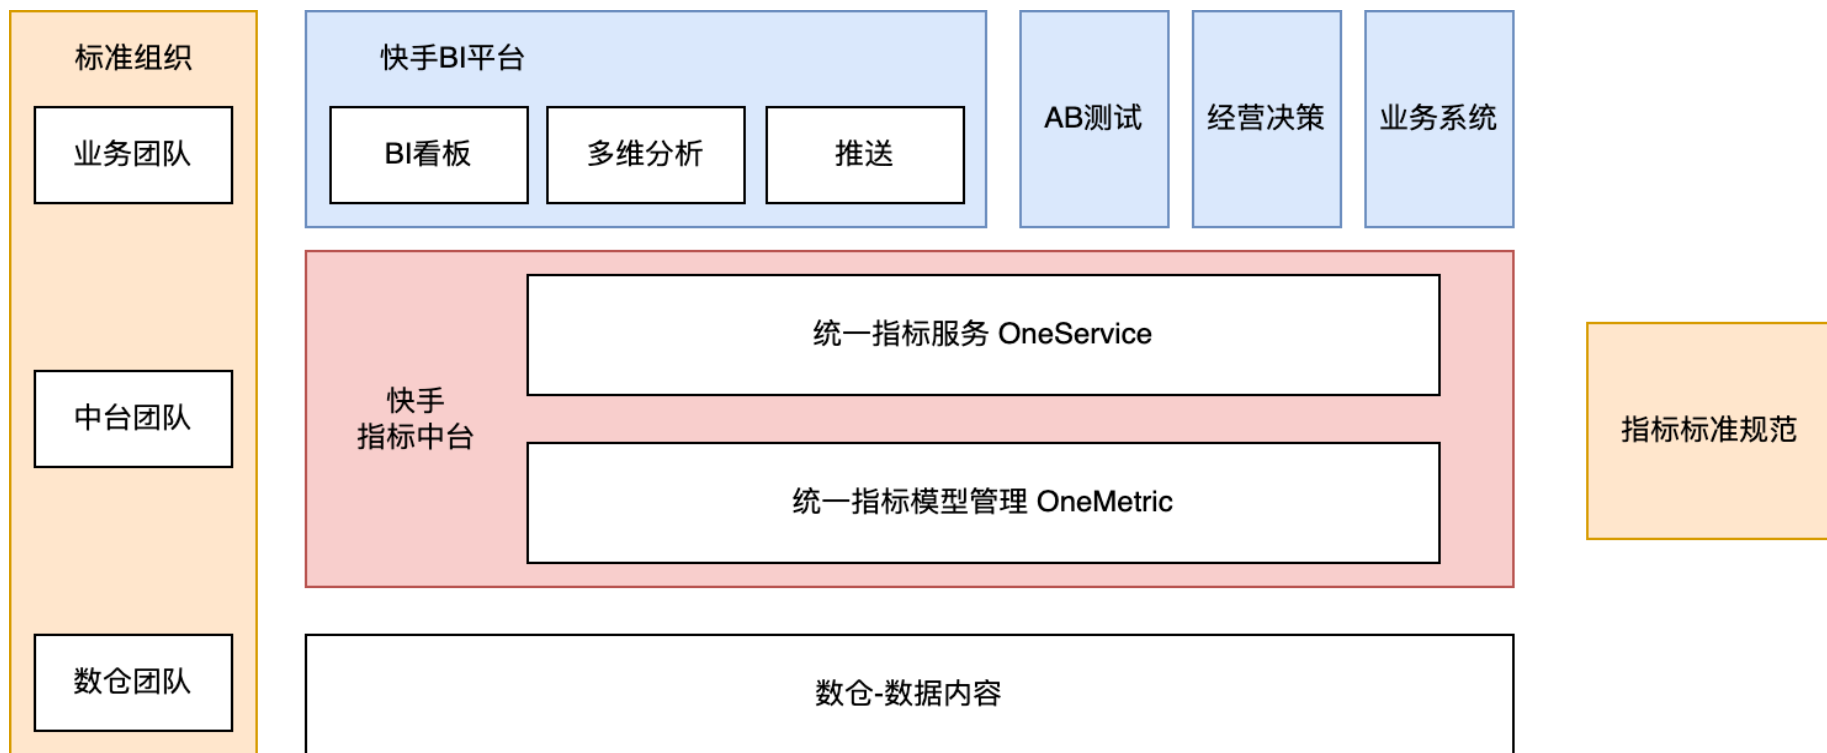 标准组织
业务团队
中台团队
数仓团队
快手BI平台
BI看板
多维分析
推送
AB测试
经营决策
业务系统
快手
指标中台
统一指标服务 OneService
统一指标模型管理 OneMetric
数仓-数据内容
指标标准规范